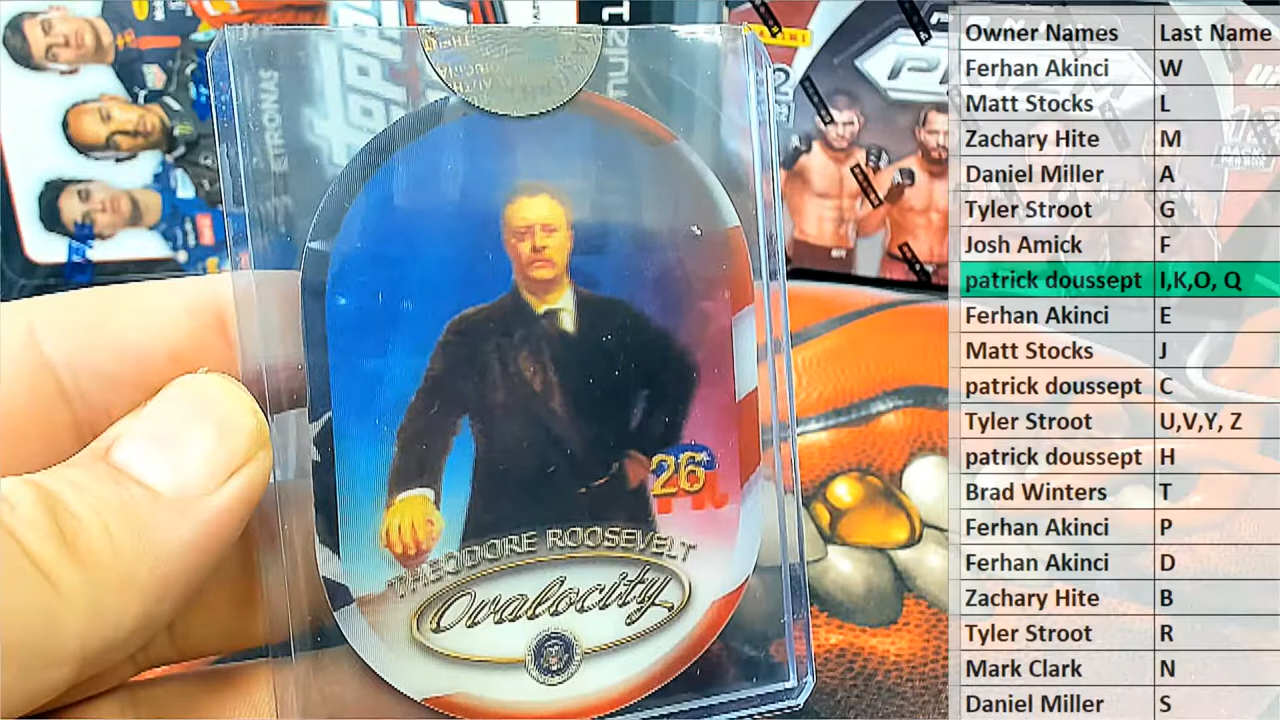 PETRONAS
TOPPS
PANINI
26
THEODORE ROOSEVELT
Ovalocity
Owner Names Last Name
Ferhan Akinci W
Matt Stocks L
Zachary Hite M
Daniel Miller A
Tyler Stroot G
Josh Amick F
patrick doussept I,K,O, Q
Ferhan Akinci E
Matt Stocks J
patrick doussept C
Tyler Stroot U,V,Y, Z
patrick doussept H
Brad Winters T
Ferhan Akinci P
Ferhan Akinci D
Zachary Hite B
Tyler Stroot R
Mark Clark N
Daniel Miller S